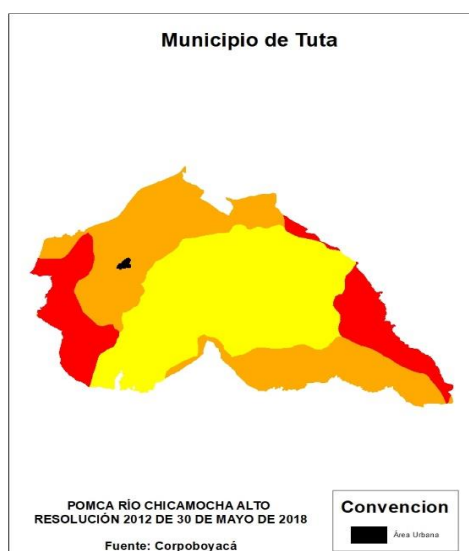 Municipio de Tuta
POMCA RÍO CHICAMOCHA ALTO
RESOLUCIÓN 2012 DE 30 DE MAYO DE 2018
Fuente: Corpoboyacá
Convencion
Área Urbana